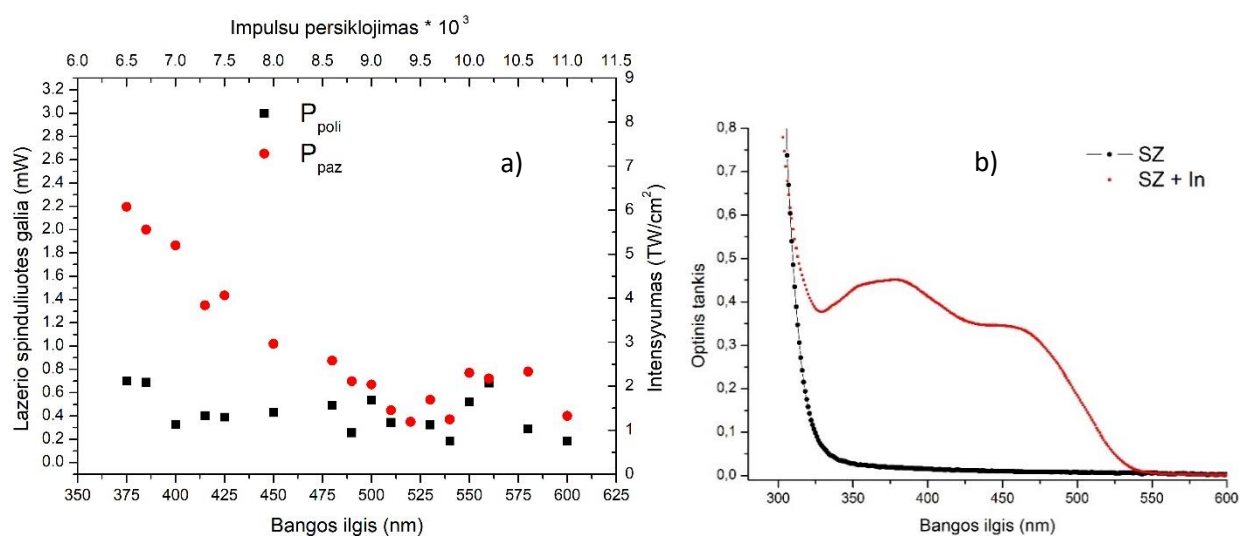 Impulsu persiklojimas * 10³
6.0 6.5 7.0 7.5 8.0 8.5 9.0 9.5 10.0 10.5 11.0 11.5
3.2
3.0
2.8
2.6
2.4
2.2
2.0
1.8
1.6
1.4
1.2
1.0
0.8
0.6
0.4
0.2
0.0
Lazerio spinduliuotes galia (mW)
P poli
P paz
a)
9
8
7
6
5
4
3
2
1
0
Intensyvumas (TW/cm²)
350 375 400 425 450 475 500 525 550 575 600 625
Bangos ilgis (nm)
0,8
0,7
0,6
0,5
0,4
0,3
0,2
0,1
0,0
Optinis tankis
b)
SZ
SZ + In
300 350 400 450 500 550 600
Bangos ilgis (nm)